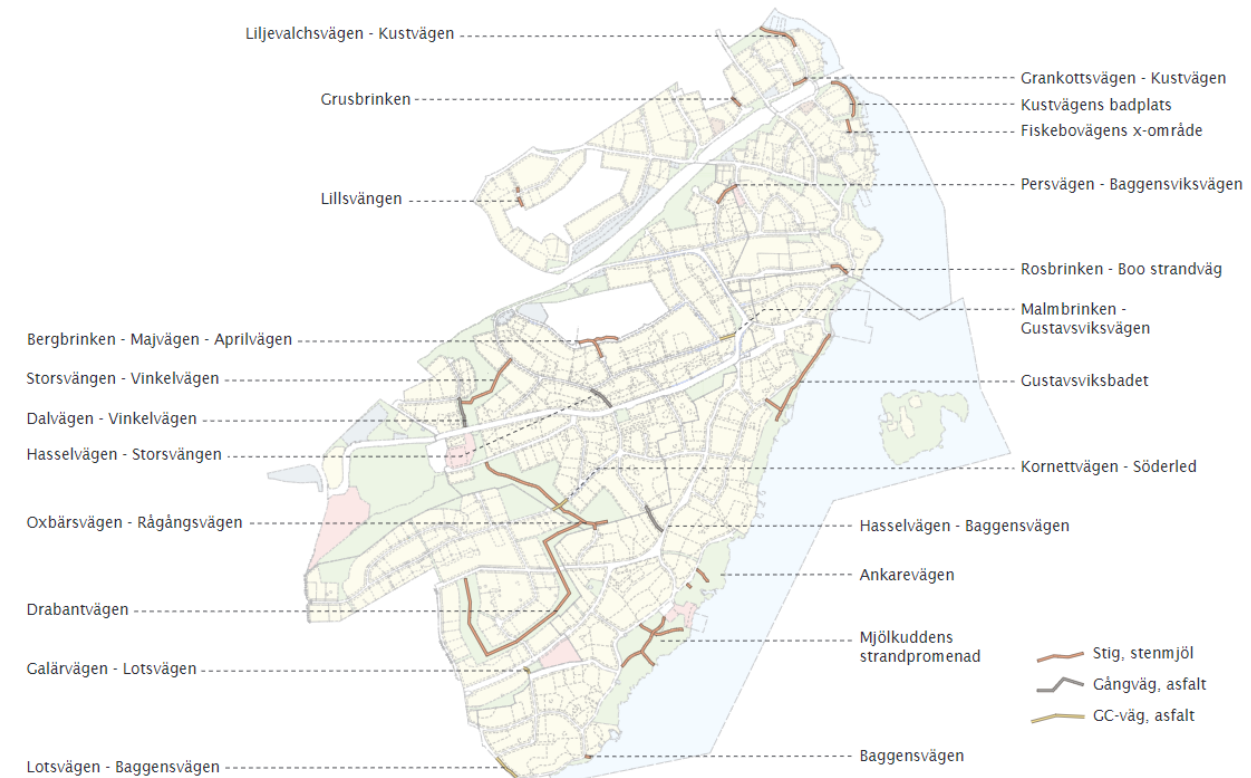 Liljevalchsvägen - Kustvägen
Grusbrinken
Lillsvängen
Bergbrinken - Majvägen - Aprilvägen
Storsvängen - Vinkelvägen
Dalvägen - Vinkelvägen
Hasselvägen - Storsvängen
Oxbärsvägen - Rågångsvägen
Drabantvägen
Galärvägen - Lotsvägen
Lotsvägen - Baggensvägen
Grankottsvägen - Kustvägen
Kustvägens badplats
Fiskebovägens x-område
Persvägen - Baggensviksvägen
Rosbrinken - Boo strandväg
Malmbrinken -
Gustavsviksvägen
Gustavsviksbadet
Kornettvägen - Söderled
Hasselvägen - Baggensvägen
Ankarevägen
Mjölkuddens
strandpromenad
Baggensvägen
Stig, stenmjöl
Gångväg, asfalt
GC-väg, asfalt